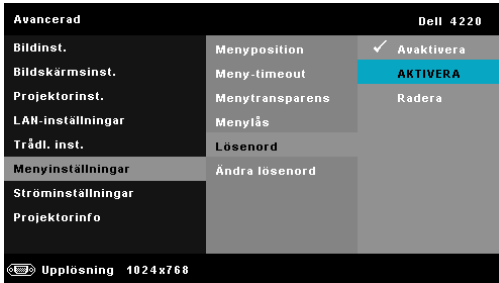 Avancerad Dell 4220
Bildinst.
Bildskärmsinst.
Projektorinst.
LAN-inställningar
Trådl. inst.
Menyinställningar
Ströminställningar
Projektorinfo
Menyposition
Meny-timeout
Menytransparens
Menylås
Lösenord
Ändra lösenord
Avaktivera
AKTIVERA
Radera
Upplösning 1024x768